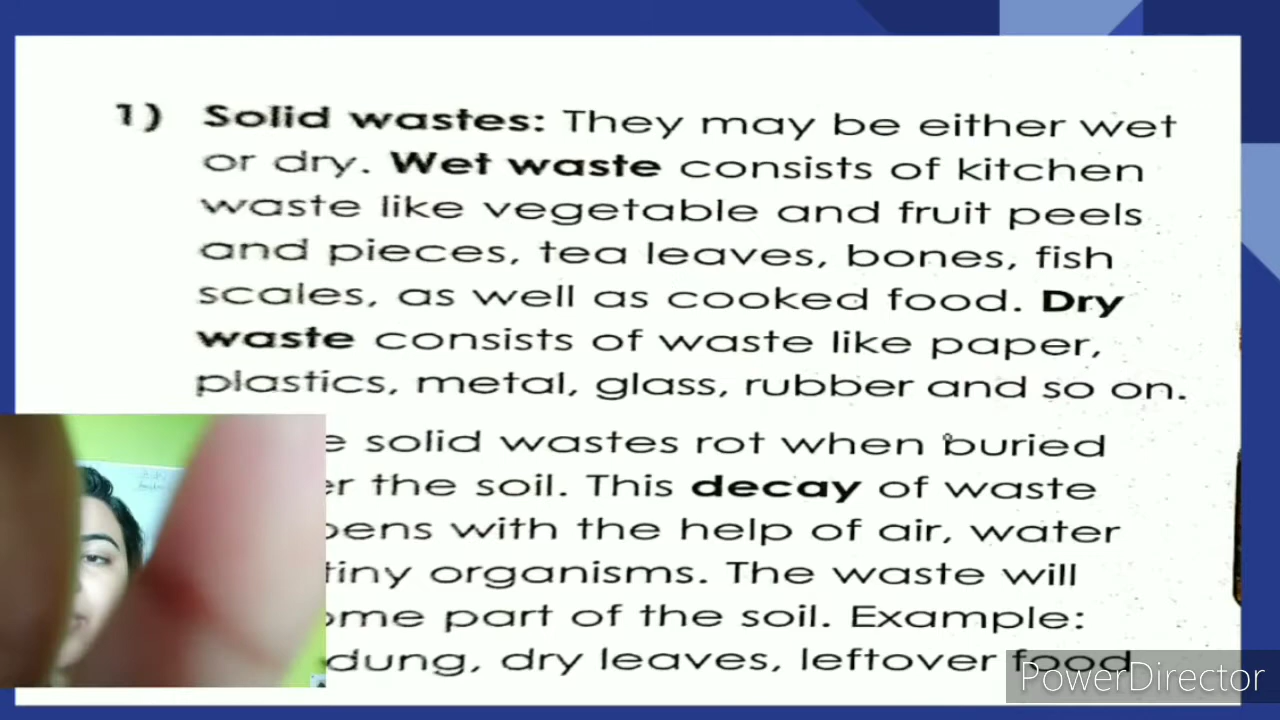 1) Solid wastes: They may be either wet
or dry. Wet waste consists of kitchen
waste like vegetable and fruit peels
and pieces, tea leaves, bones, fish
scales, as well as cooked food. Dry
waste consists of waste like paper,
plastics, metal, glass, rubber and so on.
solid wastes rot when buried
the soil. This decay of waste
with the help of air, water
tiny organisms. The waste will
part of the soil. Example:
dung, dry leaves, leftover food
PowerDirector